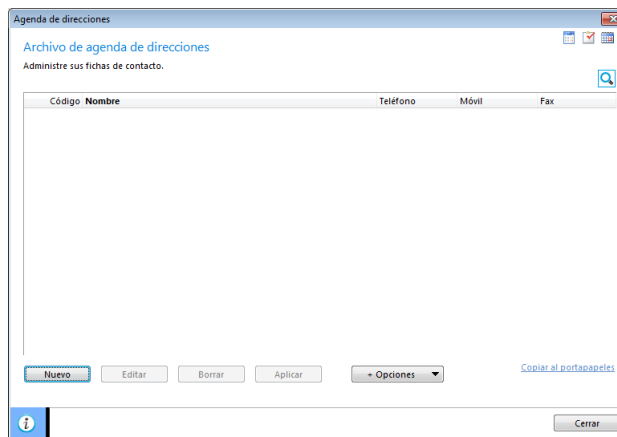 Agenda de direcciones
Archivo de agenda de direcciones
Administre sus fichas de contacto.
Código Nombre Teléfono Móvil Fax
Nuevo Editar Borrar Aplicar + Opciones Copiar al portapapeles
Cerrar